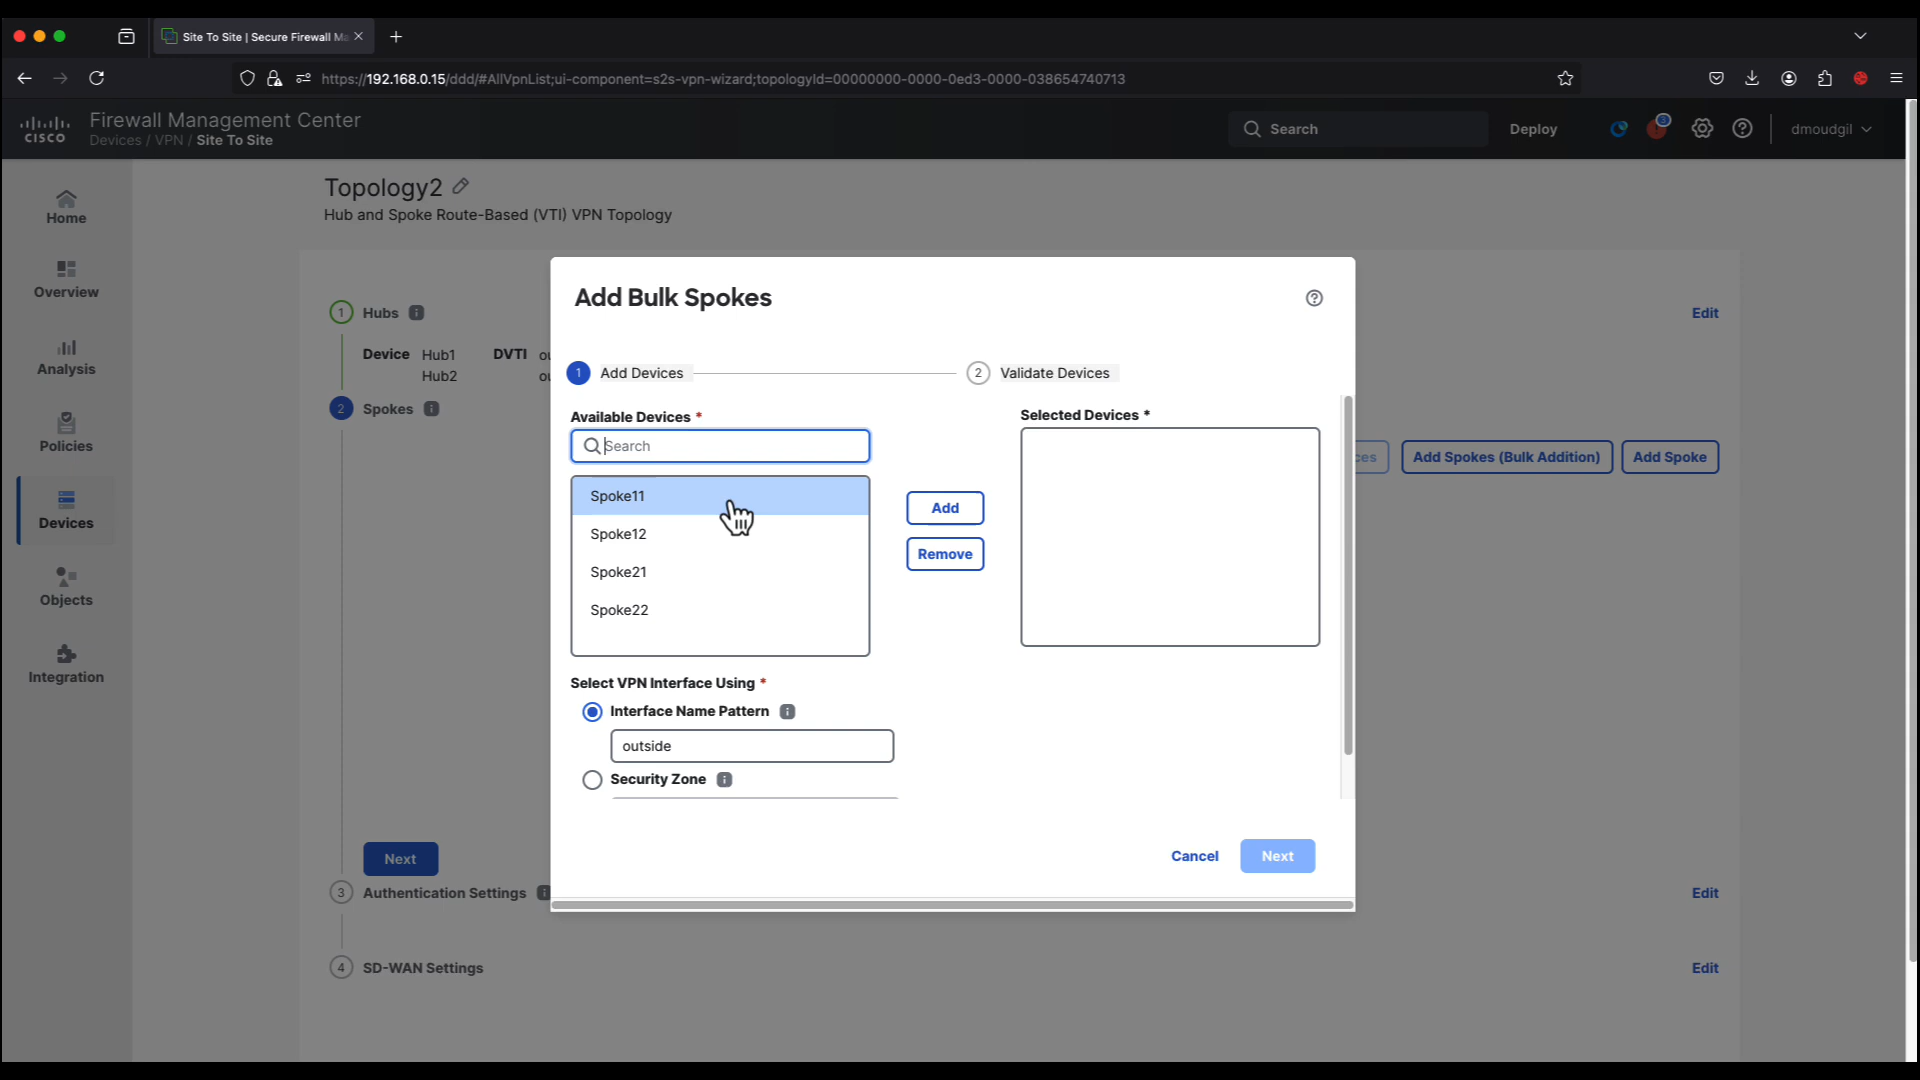 Site To Site | Secure Firewall Ma
https://192.168.0.15/ddd/#AllVpnList;ui-component=s2s-vpn-wizard;topologyId=00000000-0000-0ed3-0000-038654740713
CISCO
Firewall Management Center
Devices / VPN / Site To Site
Search
Deploy
3
dmoudgil
Home
Overview
Analysis
Policies
Devices
Objects
Integration
Topology2
Hub and Spoke Route-Based (VTI) VPN Topology
1 Hubs
Edit
Device Hub1 DVTI ou
Hub2 ou
2 Spokes
Add Spokes (Bulk Addition)
Add Spoke
Next
3 Authentication Settings
Edit
4 SD-WAN Settings
Edit
Add Bulk Spokes
1 Add Devices
2 Validate Devices
Available Devices *
Search
Spoke11
Spoke12
Spoke21
Spoke22
Add
Remove
Selected Devices *
Select VPN Interface Using *
Interface Name Pattern
outside
Security Zone
Cancel
Next